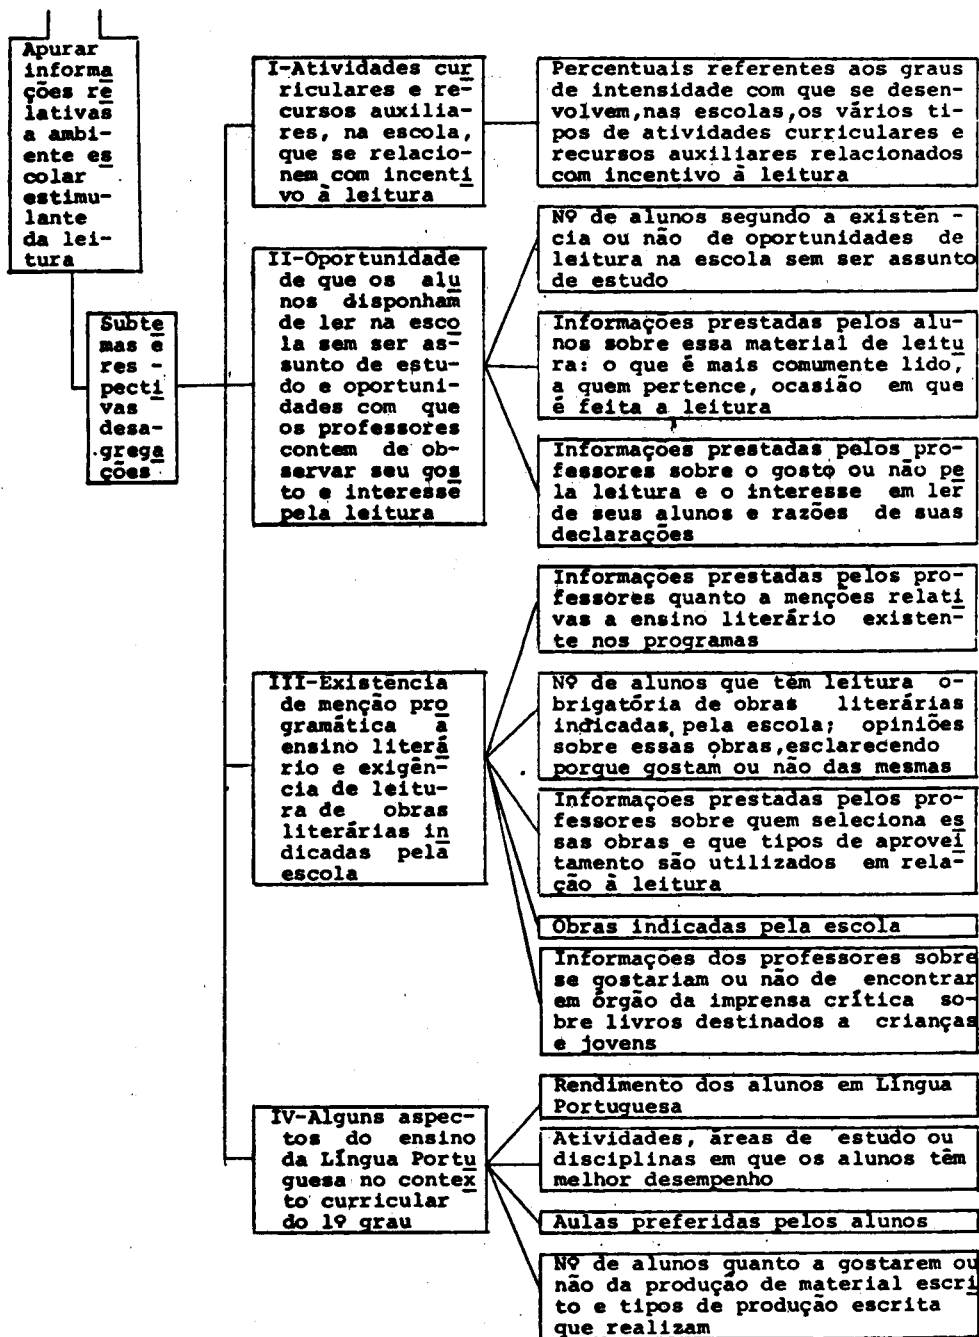 Apurar
informa
ções re
lativas
a ambi-
ente es
colar
estimu-
lante
da lei-
tura
Subte
mas e
res -
pecti
vas
desa-
grega
ções
I-Atividades cur
riculares e re-
cursos auxilia-
res, na escola,
que se relacio-
nem com incenti
vo à leitura
Percentuais referentes aos graus
de intensidade com que se desen-
volvem,nas escolas,os vários ti-
pos de atividades curriculares e
recursos auxiliares relacionados
com incentivo à leitura
II-Oportunidade
de que os alu
nos disponham
de ler na esco
la sem ser as-
sunto de estu-
do e oportuni-
dades com que
os professores
contem de ob-
servar seu gos
to e interesse
pela leitura
Nº de alunos segundo a existên -
cia ou não de oportunidades de
leitura na escola sem ser assunto
de estudo
Informações prestadas pelos alu-
nos sobre essa material de leitu
ra: o que é mais comumente lido,
a quem pertence, ocasião em que
é feita a leitura
Informações prestadas pelos pro-
fessores sobre o gosto ou não pe
la leitura e o interesse em ler
de seus alunos e razões de suas
declarações
III-Existência
de menção pro
gramática a
ensino literá
rio e exigên-
cia de leitu-
ra de obras
literárias in
dicadas pela
escola
Informações prestadas pelos pro-
fessores quanto a menções relati
vas a ensino literário existen-
te nos programas
Nº de alunos que têm leitura o-
brigatória de obras literárias
indicadas pela escola; opiniões
sobre essas obras,esclarecendo
porque gostam ou não das mesmas
Informações prestadas pelos pro-
fessores sobre quem seleciona es
sas obras e que tipos de aprovei
tamento são utilizados em rela-
ção à leitura
Obras indicadas pela escola
Informações dos professores sobre
se gostariam ou não de encontrar
em órgão da imprensa crítica so-
bre livros destinados a crianças
e jovens
IV-Alguns aspec-
tos do ensino
da Língua Portu
guesa no contex
to curricular
do 1º grau
Rendimento dos alunos em Língua
Portuguesa
Atividades, áreas de estudo ou
disciplinas em que os alunos têm
melhor desempenho
Aulas preferidas pelos alunos
Nº de alunos quanto a gostarem ou
não da produção de material escri
to e tipos de produção escrita
que realizam